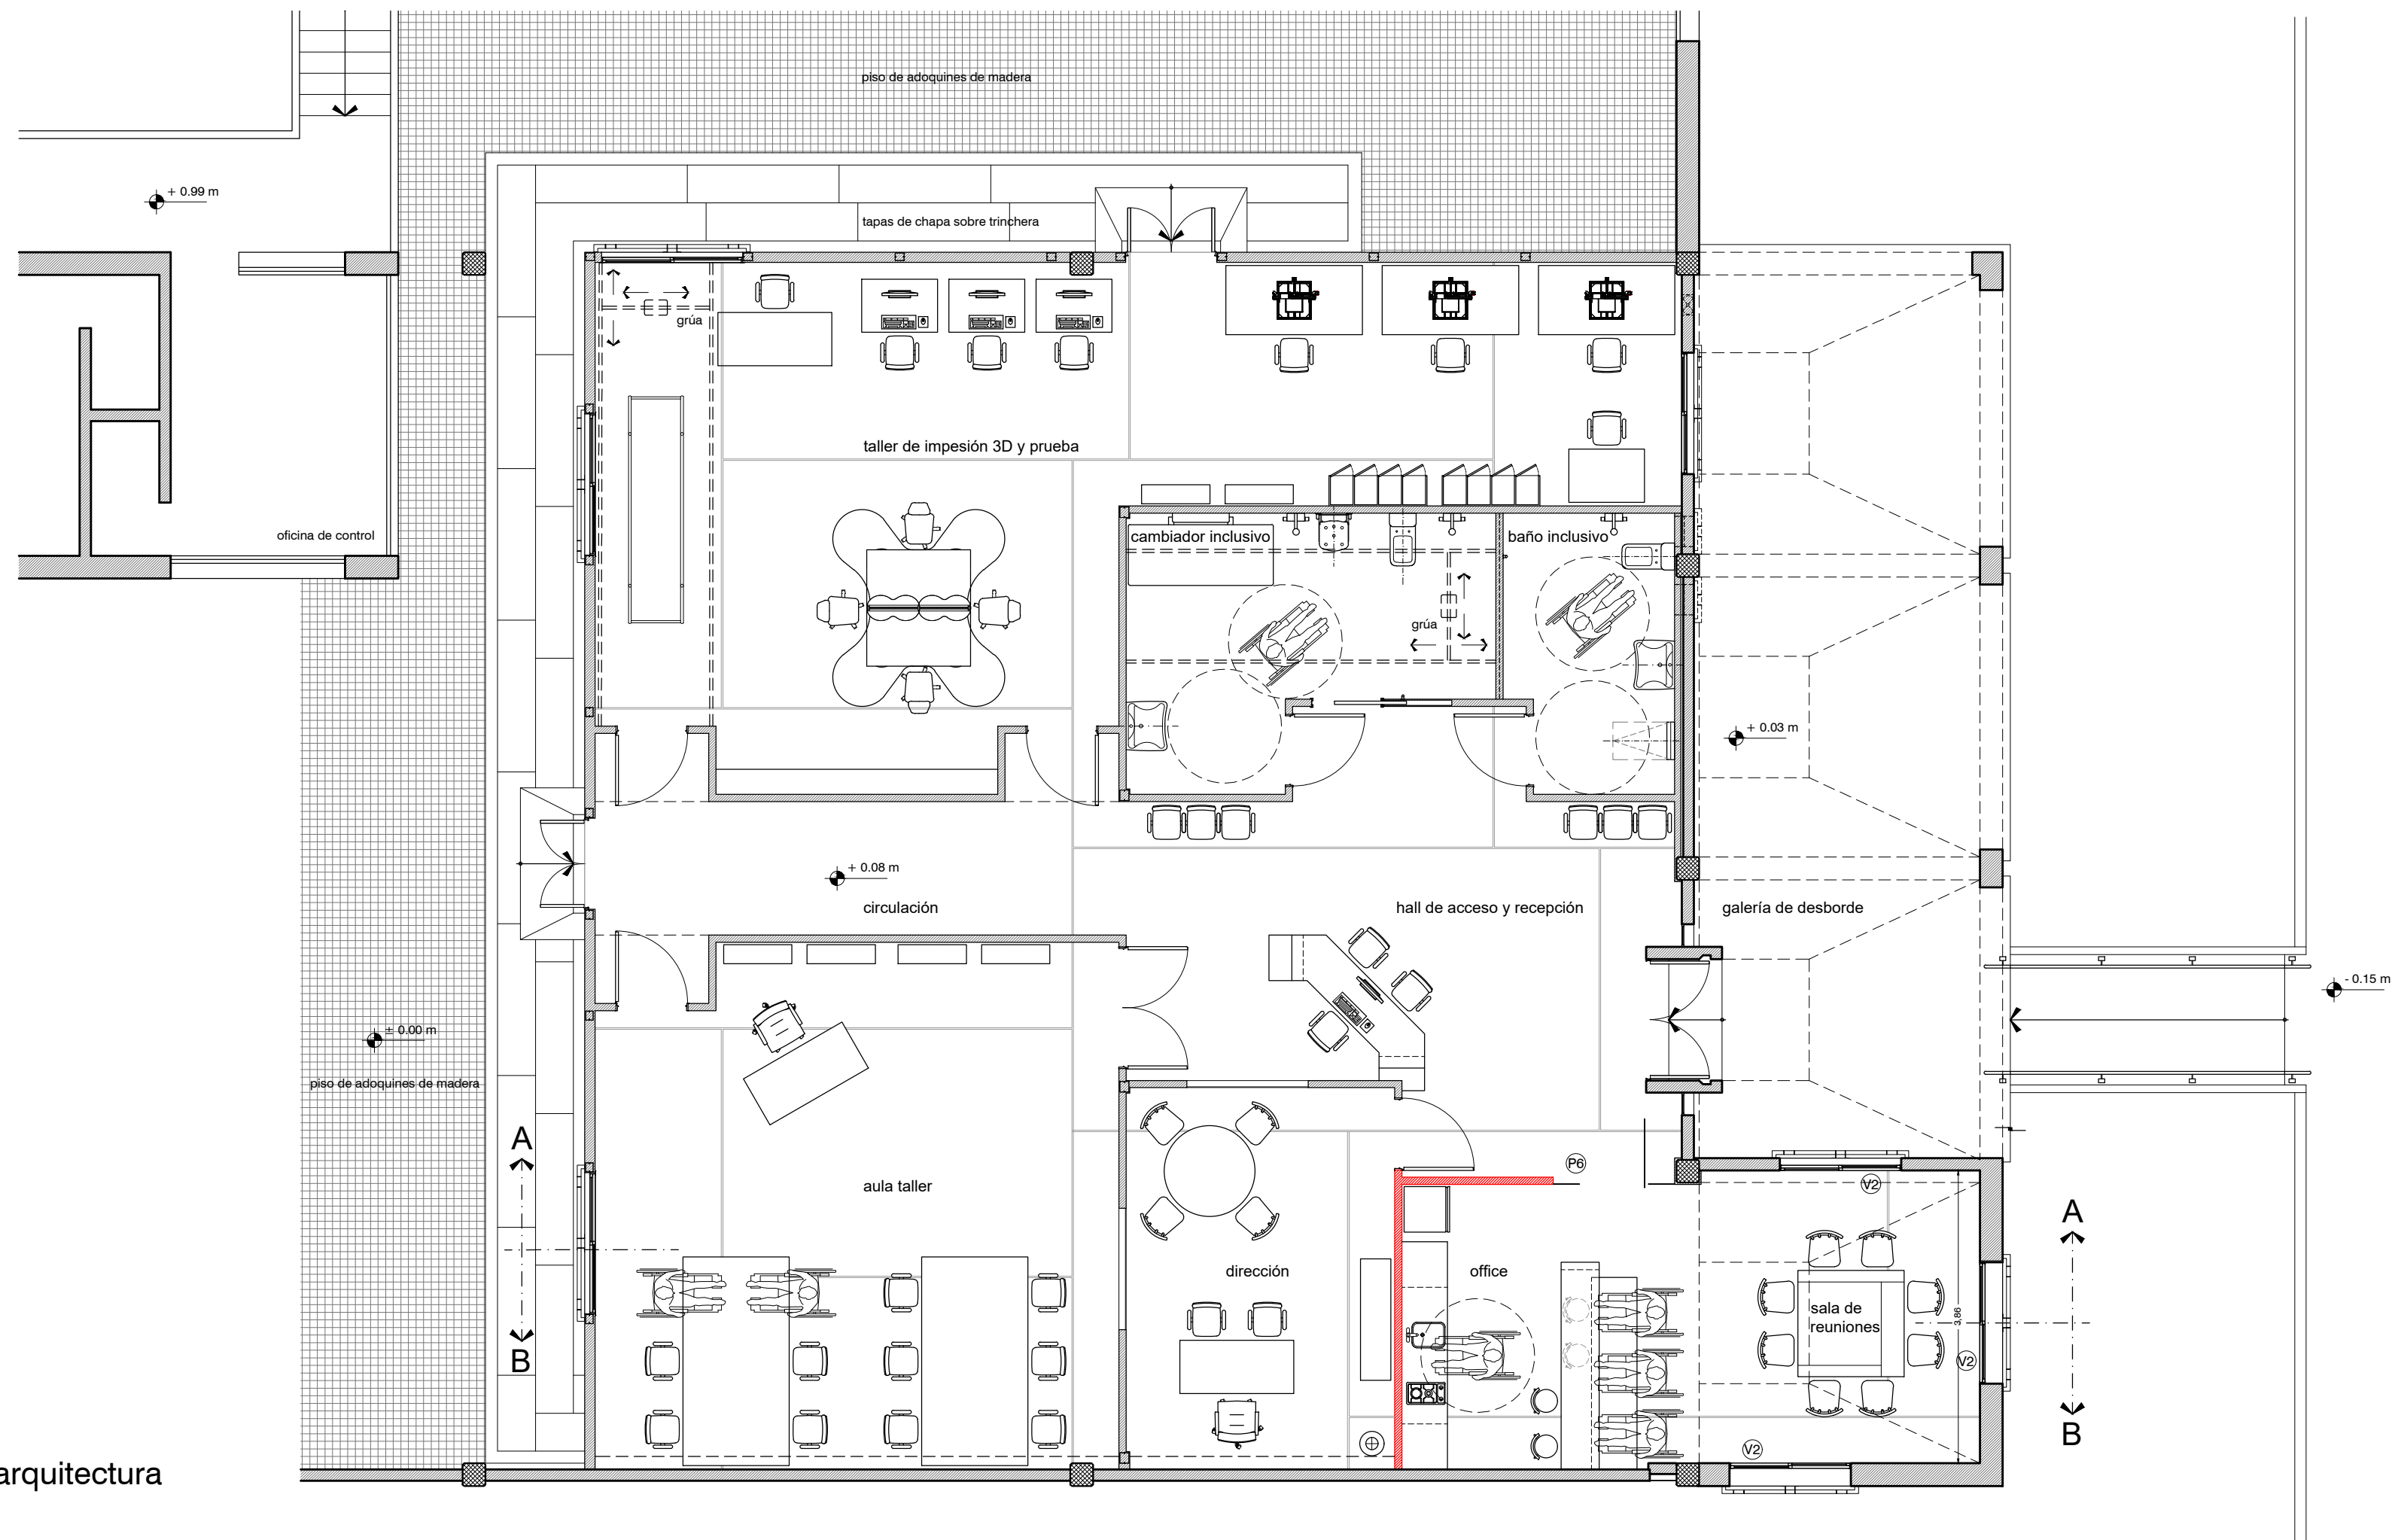 piso de adoquines de madera
+ 0.99 m
tapas de chapa sobre trinchera
grúa
taller de impesión 3D y prueba
oficina de control
cambiador inclusivo
baño inclusivo
grúa
+ 0.03 m
+ 0.08 m
circulación
hall de acceso y recepción
galería de desborde
- 0.15 m
± 0.00 m
piso de adoquines de madera
A
P6
V2
aula taller
A
dirección
office
sala de
reuniones
3,86
B
V2
B
V2
arquitectura